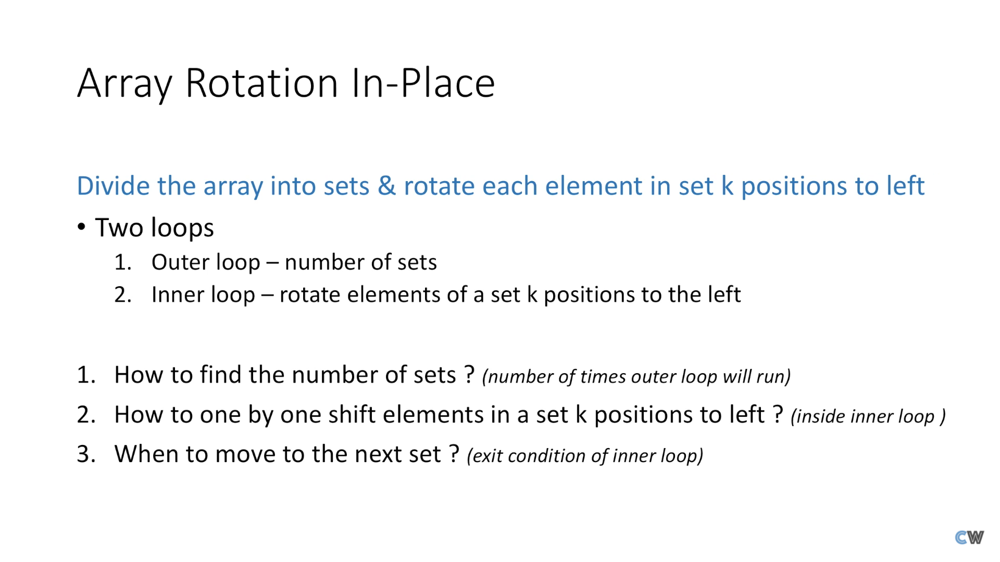 Array Rotation In-Place
Divide the array into sets & rotate each element in set k positions to left
• Two loops
1. Outer loop – number of sets
2. Inner loop – rotate elements of a set k positions to the left
1. How to find the number of sets ? (number of times outer loop will run)
2. How to one by one shift elements in a set k positions to left ? (inside inner loop )
3. When to move to the next set ? (exit condition of inner loop)
CW